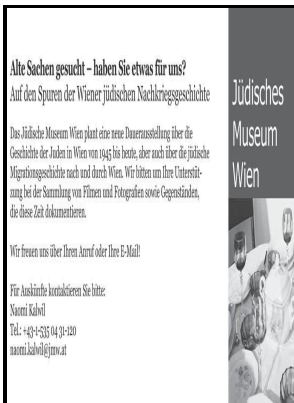 Alte Sachen gesucht – haben Sie etwas für uns?
Auf den Spuren der Wiener jüdischen Nachkriegsgeschichte
Das Jüdische Museum Wien plant eine neue Dauerausstellung über die
Geschichte der Juden in Wien von 1945 bis heute, aber auch über die jüdische
Migrationsgeschichte nach und durch Wien. Wir bitten um Ihre Unterstüt-
zung bei der Sammlung von Filmen und Fotografien sowie Gegenständen,
die diese Zeit dokumentieren.
Wir freuen uns über Ihren Anruf oder Ihre E-Mail!
Für Auskünfte kontaktieren Sie bitte:
Naomi Kalwil
Tel.: +43-1-535 04 31-120
naomi.kalwil@jmw.at
Jüdisches
Museum
Wien